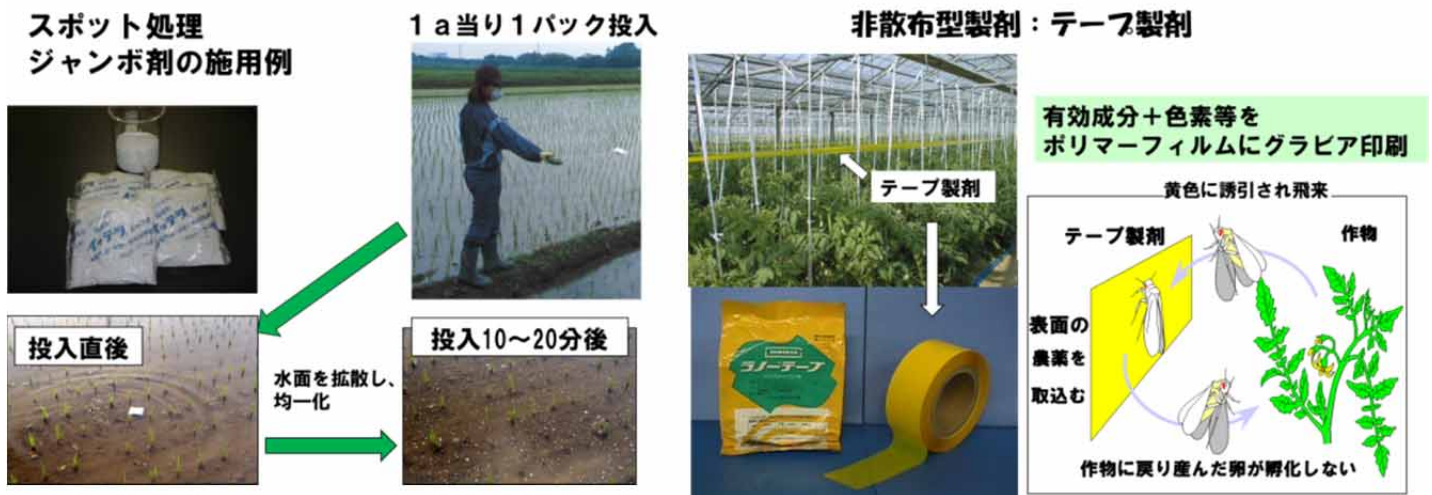 スポット処理
ジャンボ剤の施用例
１ａ当り１パック投入
投入直後
水面を拡散し、
均一化
投入10～20分後
非散布型製剤：テープ製剤
テープ製剤
ラノーテープ
有効成分＋色素等を
ポリマーフィルムにグラビア印刷
黄色に誘引され飛来
テープ製剤
作物
表面の
農薬を
取込む
作物に戻り産んだ卵が孵化しない